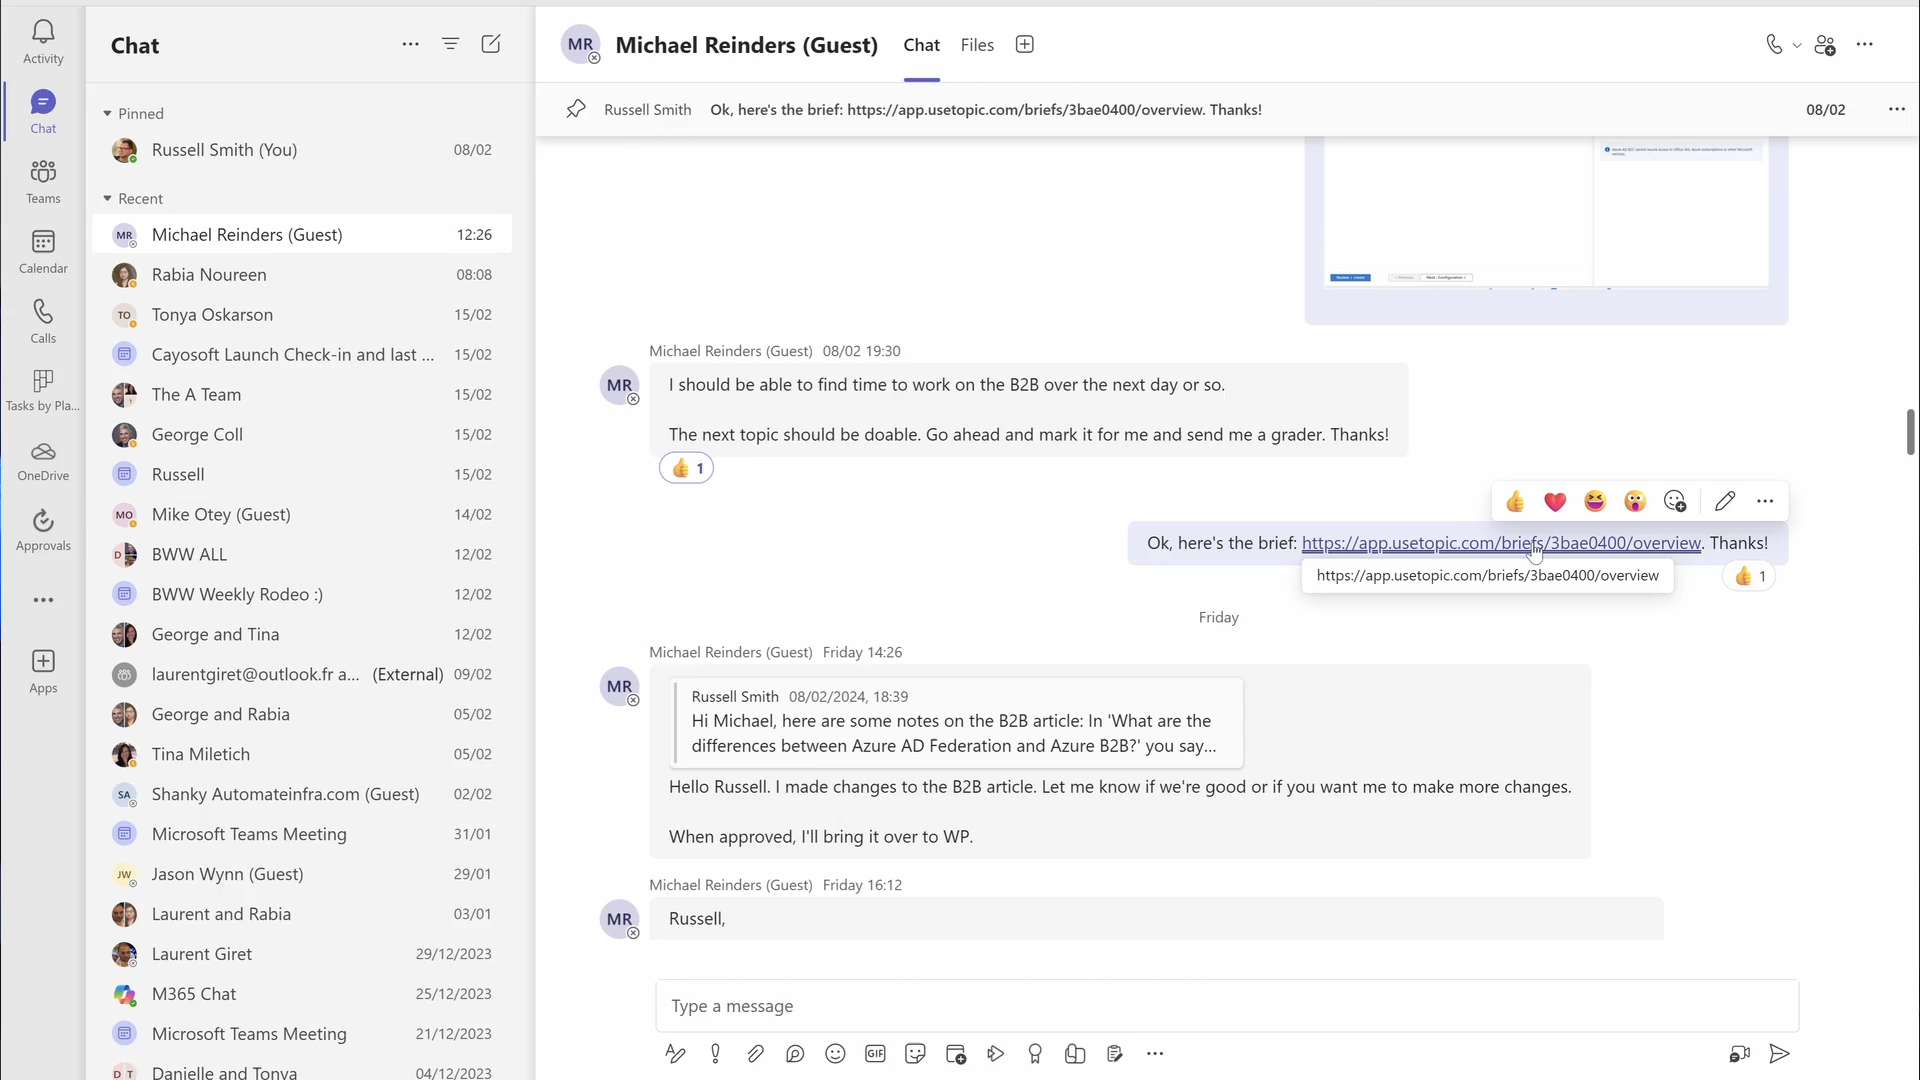 Activity
Chat
Teams
Calendar
Calls
Tasks by Pla...
OneDrive
Approvals
Apps
Chat
Pinned
Russell Smith (You) 08/02
Recent
MR Michael Reinders (Guest) 12:26
Rabia Noureen 08:08
TO Tonya Oskarson 15/02
Cayosoft Launch Check-in and last ... 15/02
The A Team 15/02
George Coll 15/02
Russell 15/02
MO Mike Otey (Guest) 14/02
D BWW ALL 12/02
BWW Weekly Rodeo :) 12/02
George and Tina 12/02
laurentgiret@outlook.fr a... (External) 09/02
George and Rabia 05/02
Tina Miletich 05/02
SA Shanky Automateinfra.com (Guest) 02/02
Microsoft Teams Meeting 31/01
JW Jason Wynn (Guest) 29/01
Laurent and Rabia 03/01
Laurent Giret 29/12/2023
M365 Chat 25/12/2023
Microsoft Teams Meeting 21/12/2023
D T Danielle and Tonya 04/12/2023
MR Michael Reinders (Guest) Chat Files
Russell Smith Ok, here's the brief: https://app.usetopic.com/briefs/3bae0400/overview. Thanks! 08/02
Michael Reinders (Guest) 08/02 19:30
MR
I should be able to find time to work on the B2B over the next day or so.
The next topic should be doable. Go ahead and mark it for me and send me a grader. Thanks!
👍 1
Ok, here's the brief: https://app.usetopic.com/briefs/3bae0400/overview. Thanks!
https://app.usetopic.com/briefs/3bae0400/overview
👍 1
Friday
Michael Reinders (Guest) Friday 14:26
MR
Russell Smith 08/02/2024, 18:39
Hi Michael, here are some notes on the B2B article: In 'What are the
differences between Azure AD Federation and Azure B2B?' you say...
Hello Russell. I made changes to the B2B article. Let me know if we're good or if you want me to make more changes.
When approved, I'll bring it over to WP.
Michael Reinders (Guest) Friday 16:12
MR
Russell,
Type a message
GIF